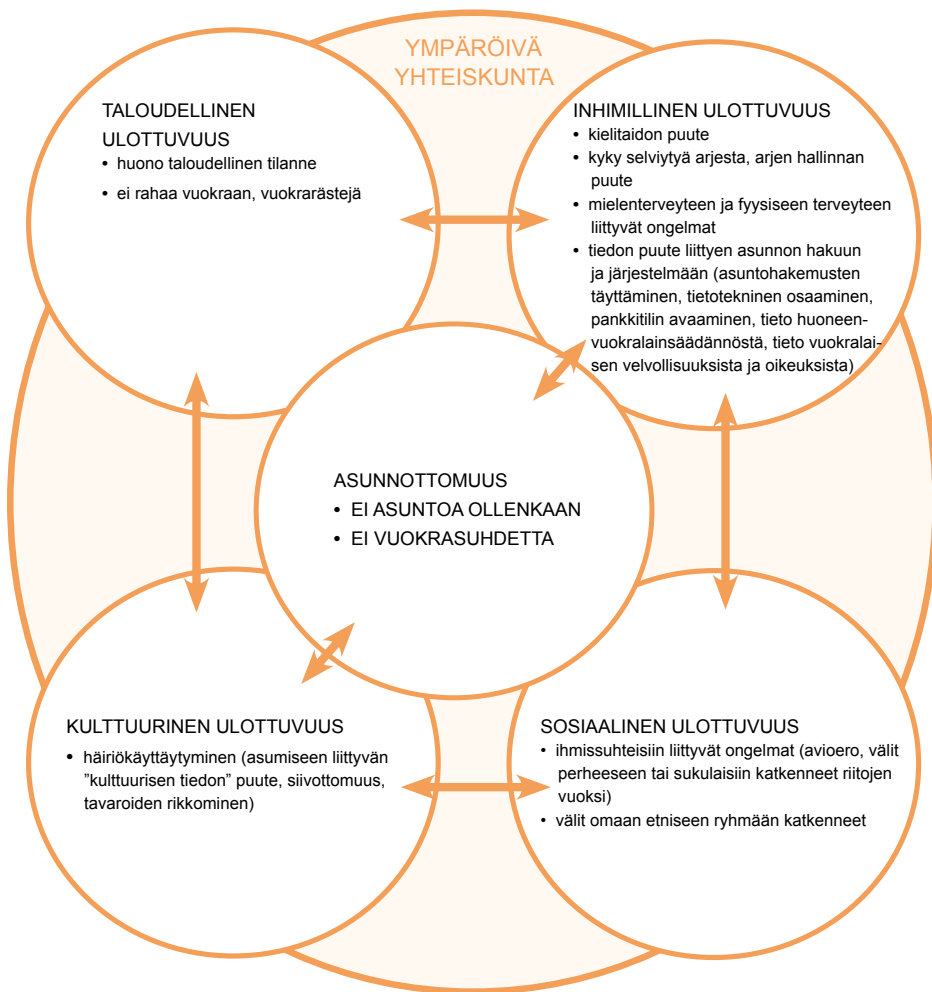 YMPÄRÖIVÄ
YHTEISKUNTA
TALOUDELLINEN
ULOTTUVUUS
• huono taloudellinen tilanne
• ei rahaa vuokraan, vuokrarästejä
INHIMILLINEN ULOTTUVUUS
• kielitaidon puute
• kyky selviytyä arjesta, arjen hallinnan
puute
• mielenterveyteen ja fyysiseen terveyteen
liittyvät ongelmat
• tiedon puute liittyen asunnon hakuun
ja järjestelmään (asuntohakemusten
täyttäminen, tietotekninen osaaminen,
pankkitilin avaaminen, tieto huoneen-
vuokralainsäädännöstä, tieto vuokralai-
sen velvollisuuksista ja oikeuksista)
ASUNNOTTOMUUS
• EI ASUNTOA OLLENKAAN
• EI VUOKRASUHDETTA
KULTTUURINEN ULOTTUVUUS
• häiriökäyttäytyminen (asumiseen liittyvän
"kulttuurisen tiedon" puute, siivottomuus,
tavaroiden rikkominen)
SOSIAALINEN ULOTTUVUUS
• ihmissuhteisiin liittyvät ongelmat (avioero, välit
perheeseen tai sukulaisiin katkenneet riitojen
vuoksi)
• välit omaan etniseen ryhmään katkenneet